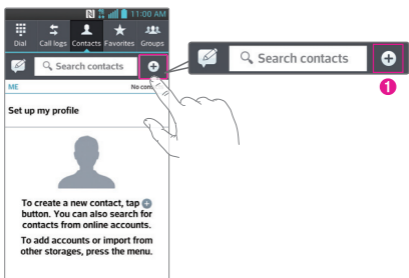 11:00 AM
Dial Call logs Contacts Favorites Groups
Search contacts
Search contacts
1
ME
Set up my profile
To create a new contact, tap
button. You can also search for
contacts from online accounts.
To add accounts or import from
other storages, press the menu.